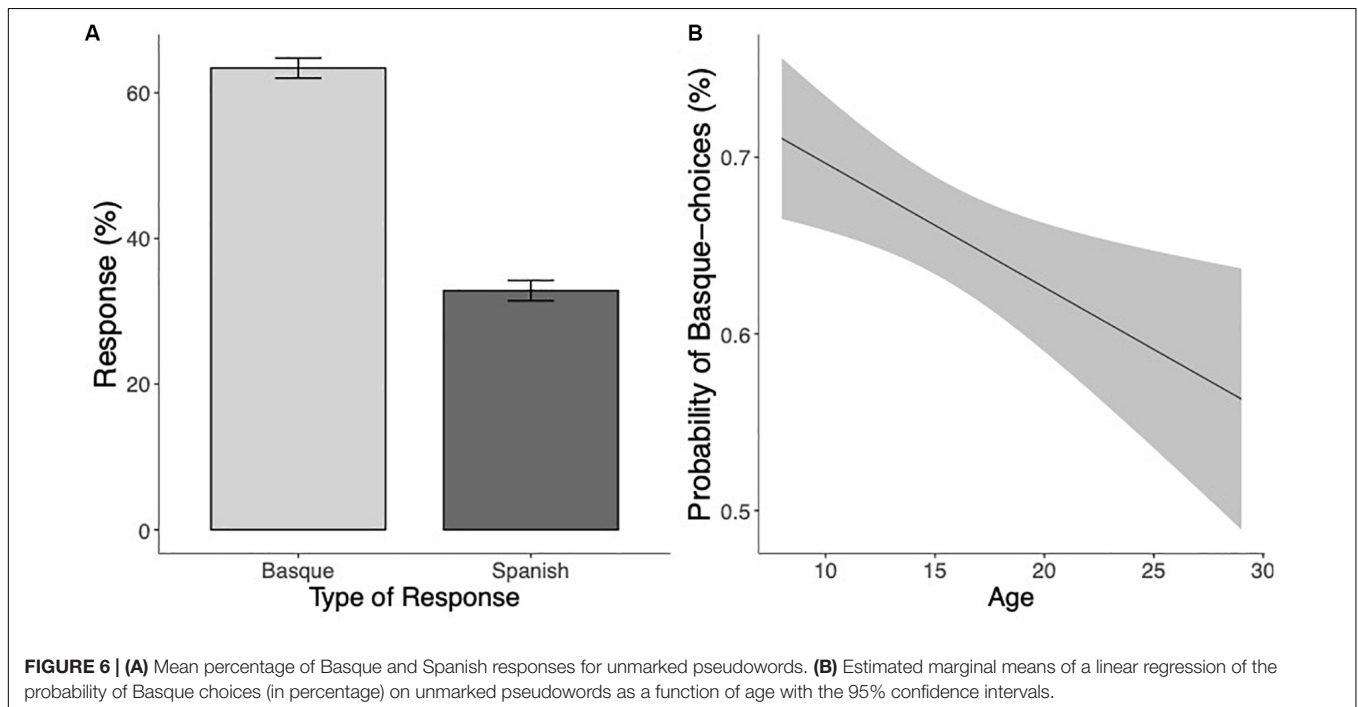 A
Response (%)
60
40
20
0
Basque
Spanish
Type of Response
B
Probability of Basque−choices (%)
0.7
0.6
0.5
10
15
20
25
30
Age
FIGURE 6 | (A) Mean percentage of Basque and Spanish responses for unmarked pseudowords. (B) Estimated marginal means of a linear regression of the
probability of Basque choices (in percentage) on unmarked pseudowords as a function of age with the 95% confidence intervals.